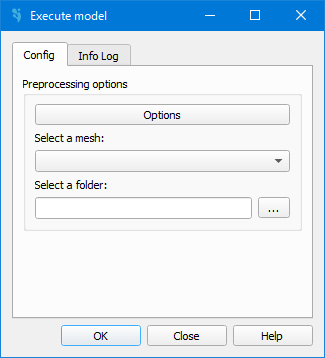 Execute model
Config
Info Log
Preprocessing options
Options
Select a mesh:
Select a folder:
...
OK
Close
Help